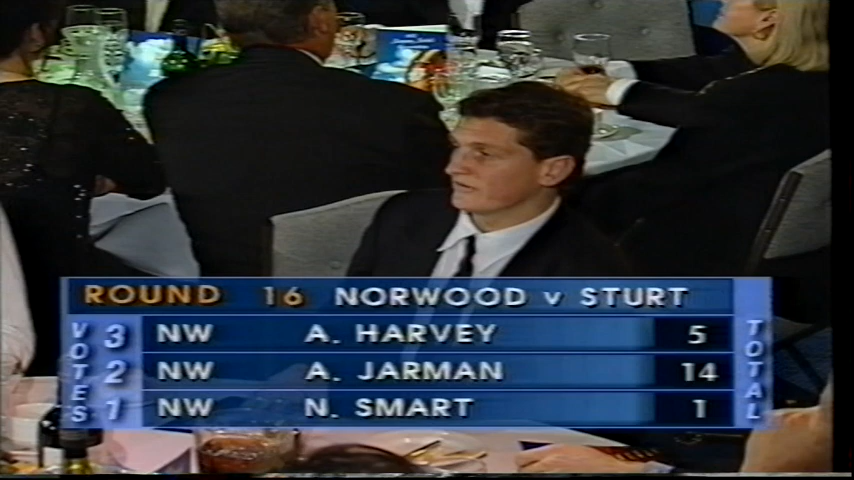 ROUND 16 NORWOOD v STURT
VOTES TOTAL
3 NW A. HARVEY 5
2 NW A. JARMAN 14
1 NW N. SMART 1